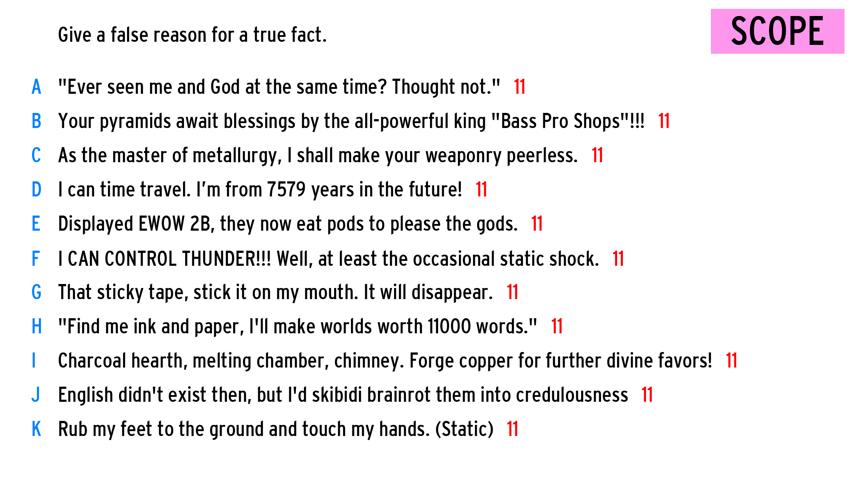 Give a false reason for a true fact.
SCOPE
A "Ever seen me and God at the same time? Thought not." 11
B Your pyramids await blessings by the all-powerful king "Bass Pro Shops"!!! 11
C As the master of metallurgy, I shall make your weaponry peerless. 11
D I can time travel. I'm from 7579 years in the future! 11
E Displayed EWOW 2B, they now eat pods to please the gods. 11
F I CAN CONTROL THUNDER!!! Well, at least the occasional static shock. 11
G That sticky tape, stick it on my mouth. It will disappear. 11
H "Find me ink and paper, I'll make worlds worth 11000 words." 11
I Charcoal hearth, melting chamber, chimney. Forge copper for further divine favors! 11
J English didn't exist then, but I'd skibidi brainrot them into credulousness 11
K Rub my feet to the ground and touch my hands. (Static) 11